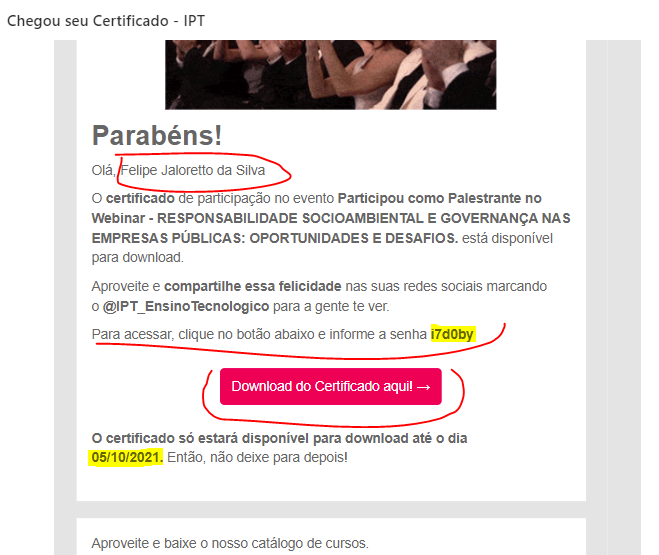 Chegou seu Certificado - IPT
Parabéns!
Olá, Felipe Jaloretto da Silva
O certificado de participação no evento Participou como Palestrante no
Webinar - RESPONSABILIDADE SOCIOAMBIENTAL E GOVERNANÇA NAS
EMPRESAS PÚBLICAS: OPORTUNIDADES E DESAFIOS. está disponível
para download.
Aproveite e compartilhe essa felicidade nas suas redes sociais marcando
o @IPT_EnsinoTecnologico para a gente te ver.
Para acessar, clique no botão abaixo e informe a senha i7d0by
Download do Certificado aqui! →
O certificado só estará disponível para download até o dia
05/10/2021. Então, não deixe para depois!
Aproveite e baixe o nosso catálogo de cursos.